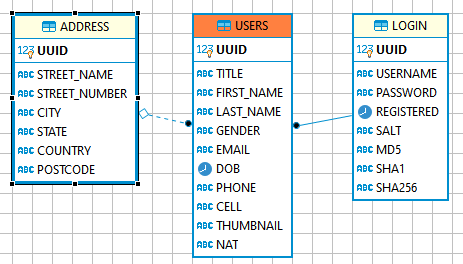 ADDRESS
123 UUID
ABC STREET_NAME
ABC STREET_NUMBER
ABC CITY
ABC STATE
ABC COUNTRY
ABC POSTCODE
USERS
123 UUID
ABC TITLE
ABC FIRST_NAME
ABC LAST_NAME
ABC GENDER
ABC EMAIL
DOB
ABC PHONE
ABC CELL
ABC THUMBNAIL
ABC NAT
LOGIN
123 UUID
ABC USERNAME
ABC PASSWORD
REGISTERED
ABC SALT
ABC MD5
ABC SHA1
ABC SHA256